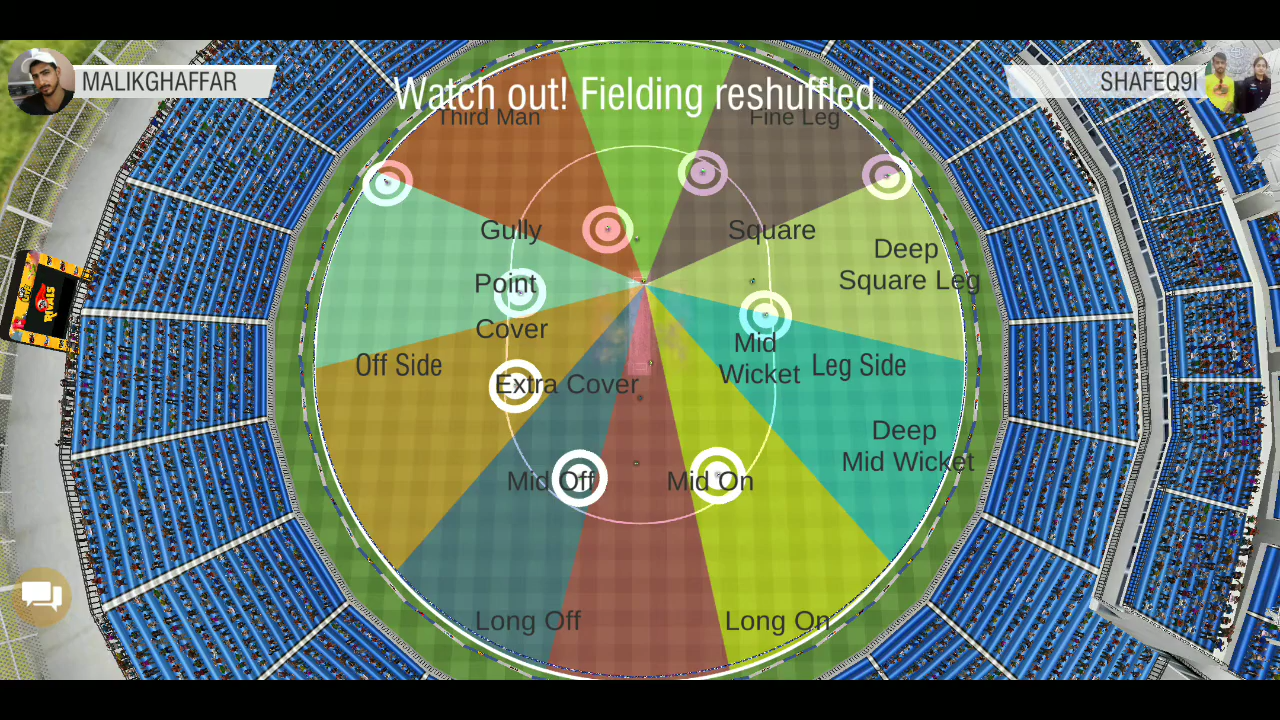 MALIKGHAFFAR
SHAFEQ9I
Watch out! Fielding reshuffled.
Third Man
Fine Leg
Gully
Square
Deep
Square Leg
Point
Cover
Mid
Wicket
Off Side
Leg Side
Extra Cover
Deep
Mid Wicket
Mid Off
Mid On
Long Off
Long On
RIVALS